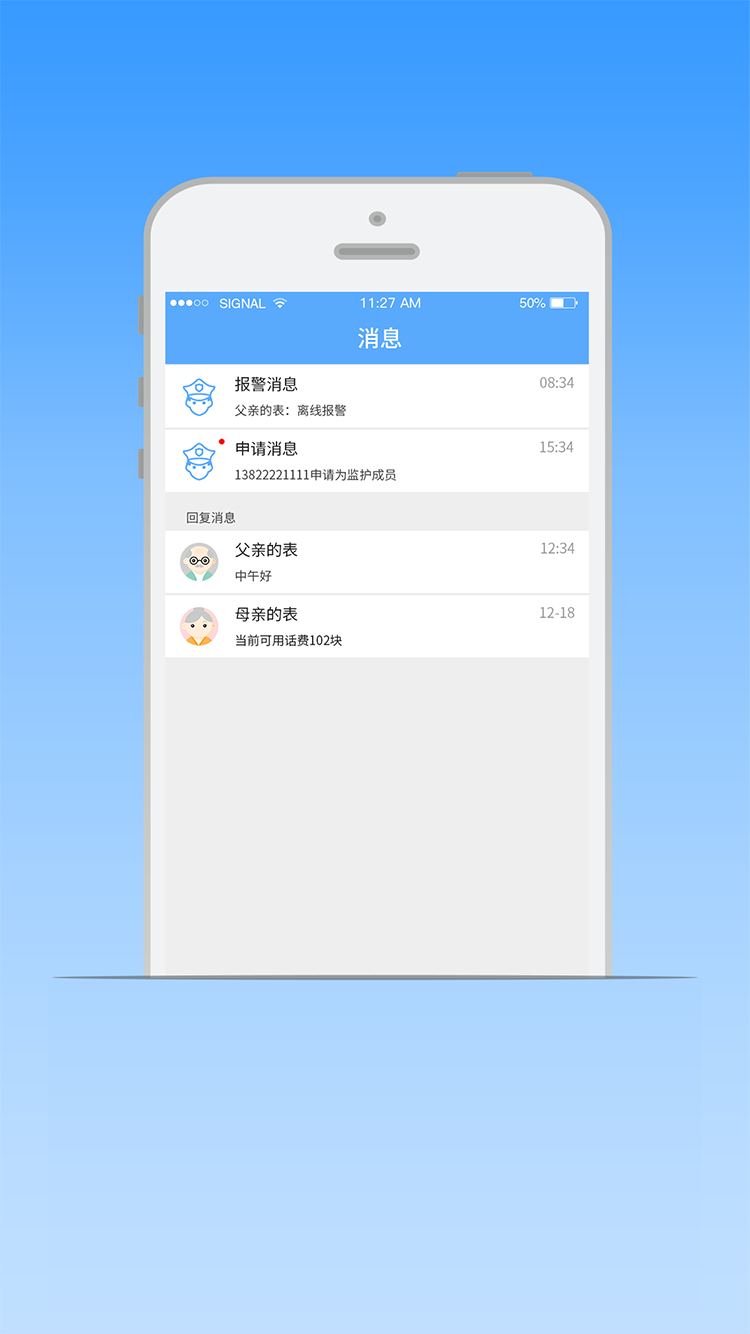 SIGNAL 11:27 AM 50%
消息
报警消息 08:34
父亲的表：离线报警
申请消息 15:34
13822221111申请为监护成员
回复消息
父亲的表 12:34
中午好
母亲的表 12-18
当前可用话费102块